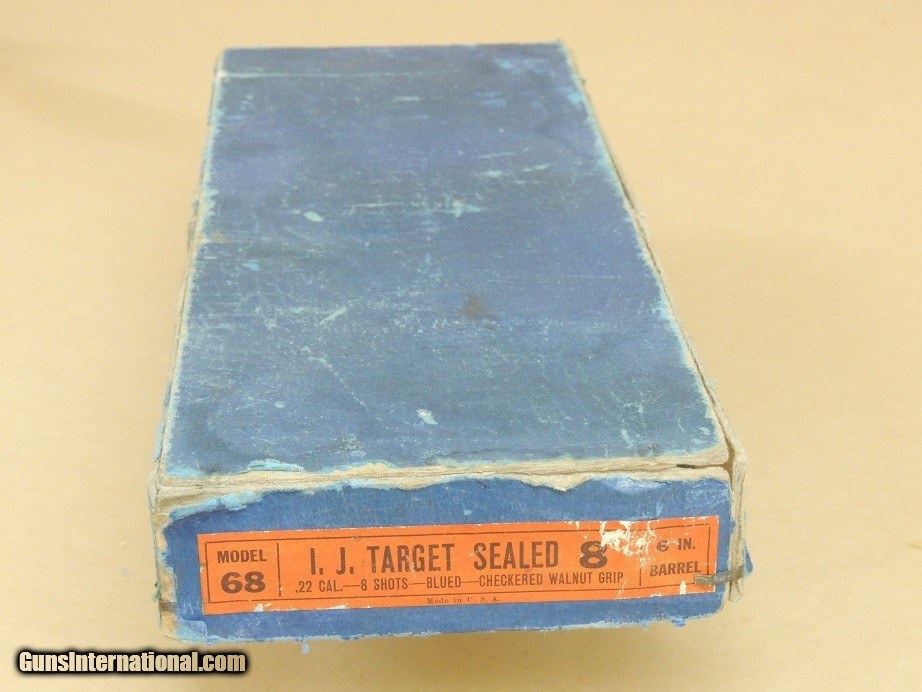 MODEL
68
I. J. TARGET SEALED 8
.22 CAL.—8 SHOTS—BLUED—CHECKERED WALNUT GRIP
6 IN.
BARREL
Made in U. S. A.
GunsInternational.com